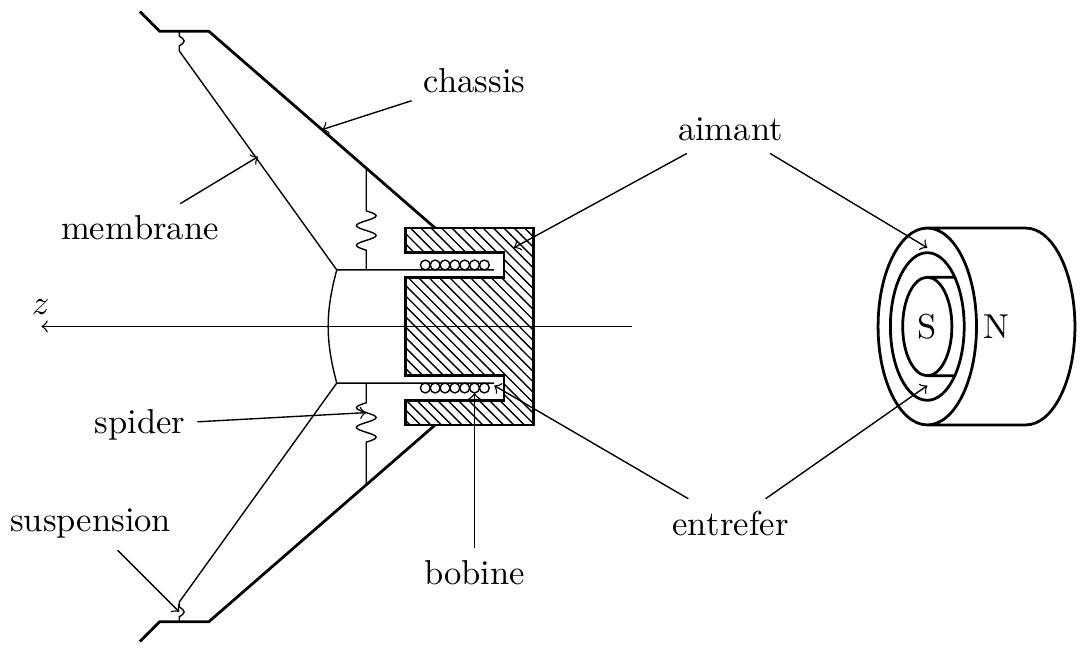 chassis
aimant
membrane
z
S
N
spider
suspension
entrefer
bobine